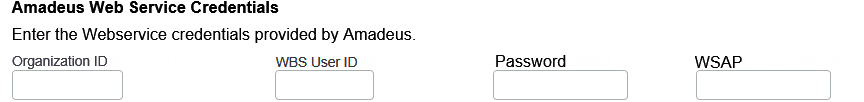 Amadeus Web Service Credentials
Enter the Webservice credentials provided by Amadeus.
Organization ID WBS User ID Password WSAP